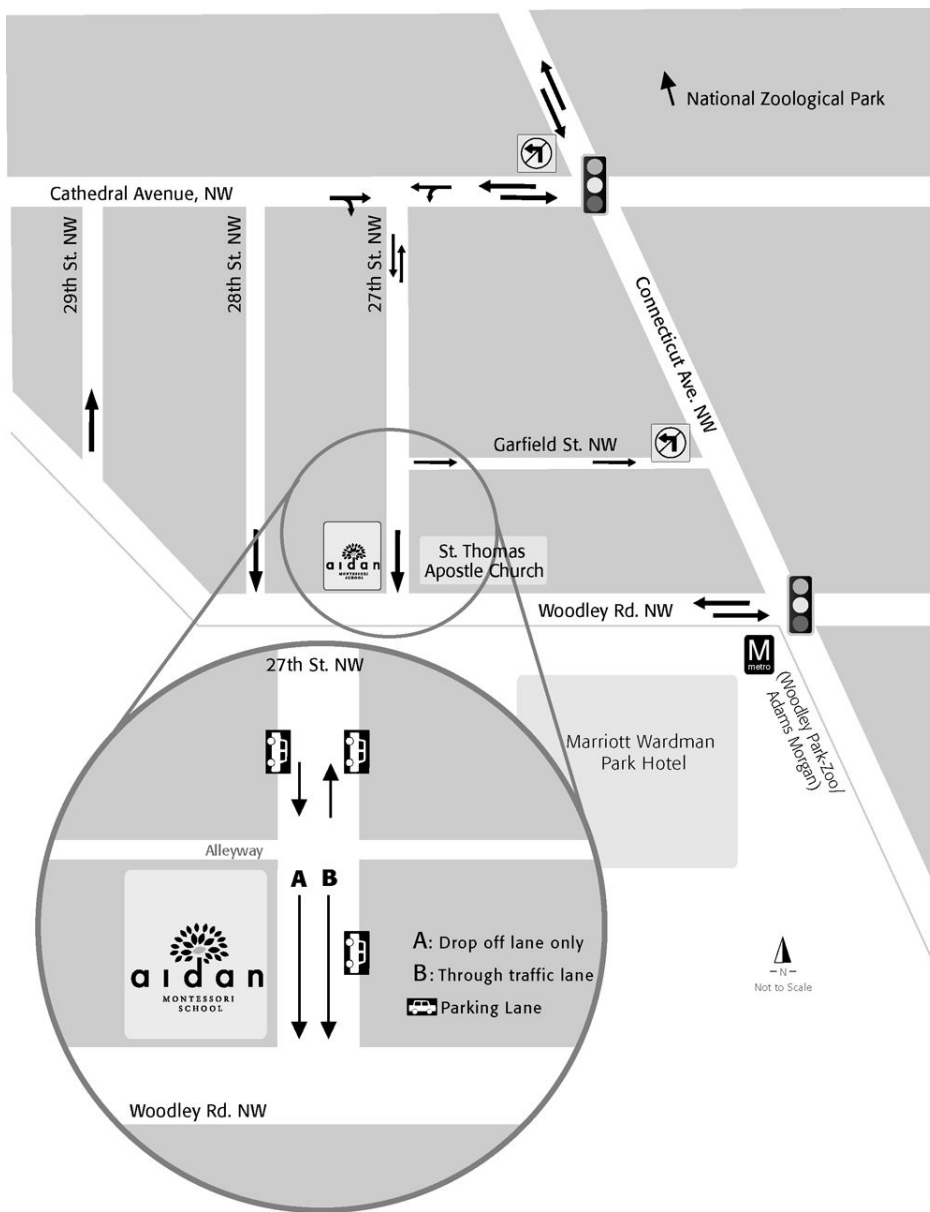 National Zoological Park
Cathedral Avenue, NW
29th St. NW
28th St. NW
27th St. NW
Connecticut Ave. NW
Garfield St. NW
aidan
MONTESSORI
SCHOOL
St. Thomas
Apostle Church
Woodley Rd. NW
M
metro
(Woodley Park-Zoo/
Adams Morgan)
27th St. NW
Marriott Wardman
Park Hotel
Alleyway
A
B
aidan
MONTESSORI
SCHOOL
A: Drop off lane only
B: Through traffic lane
Parking Lane
N
Not to Scale
Woodley Rd. NW